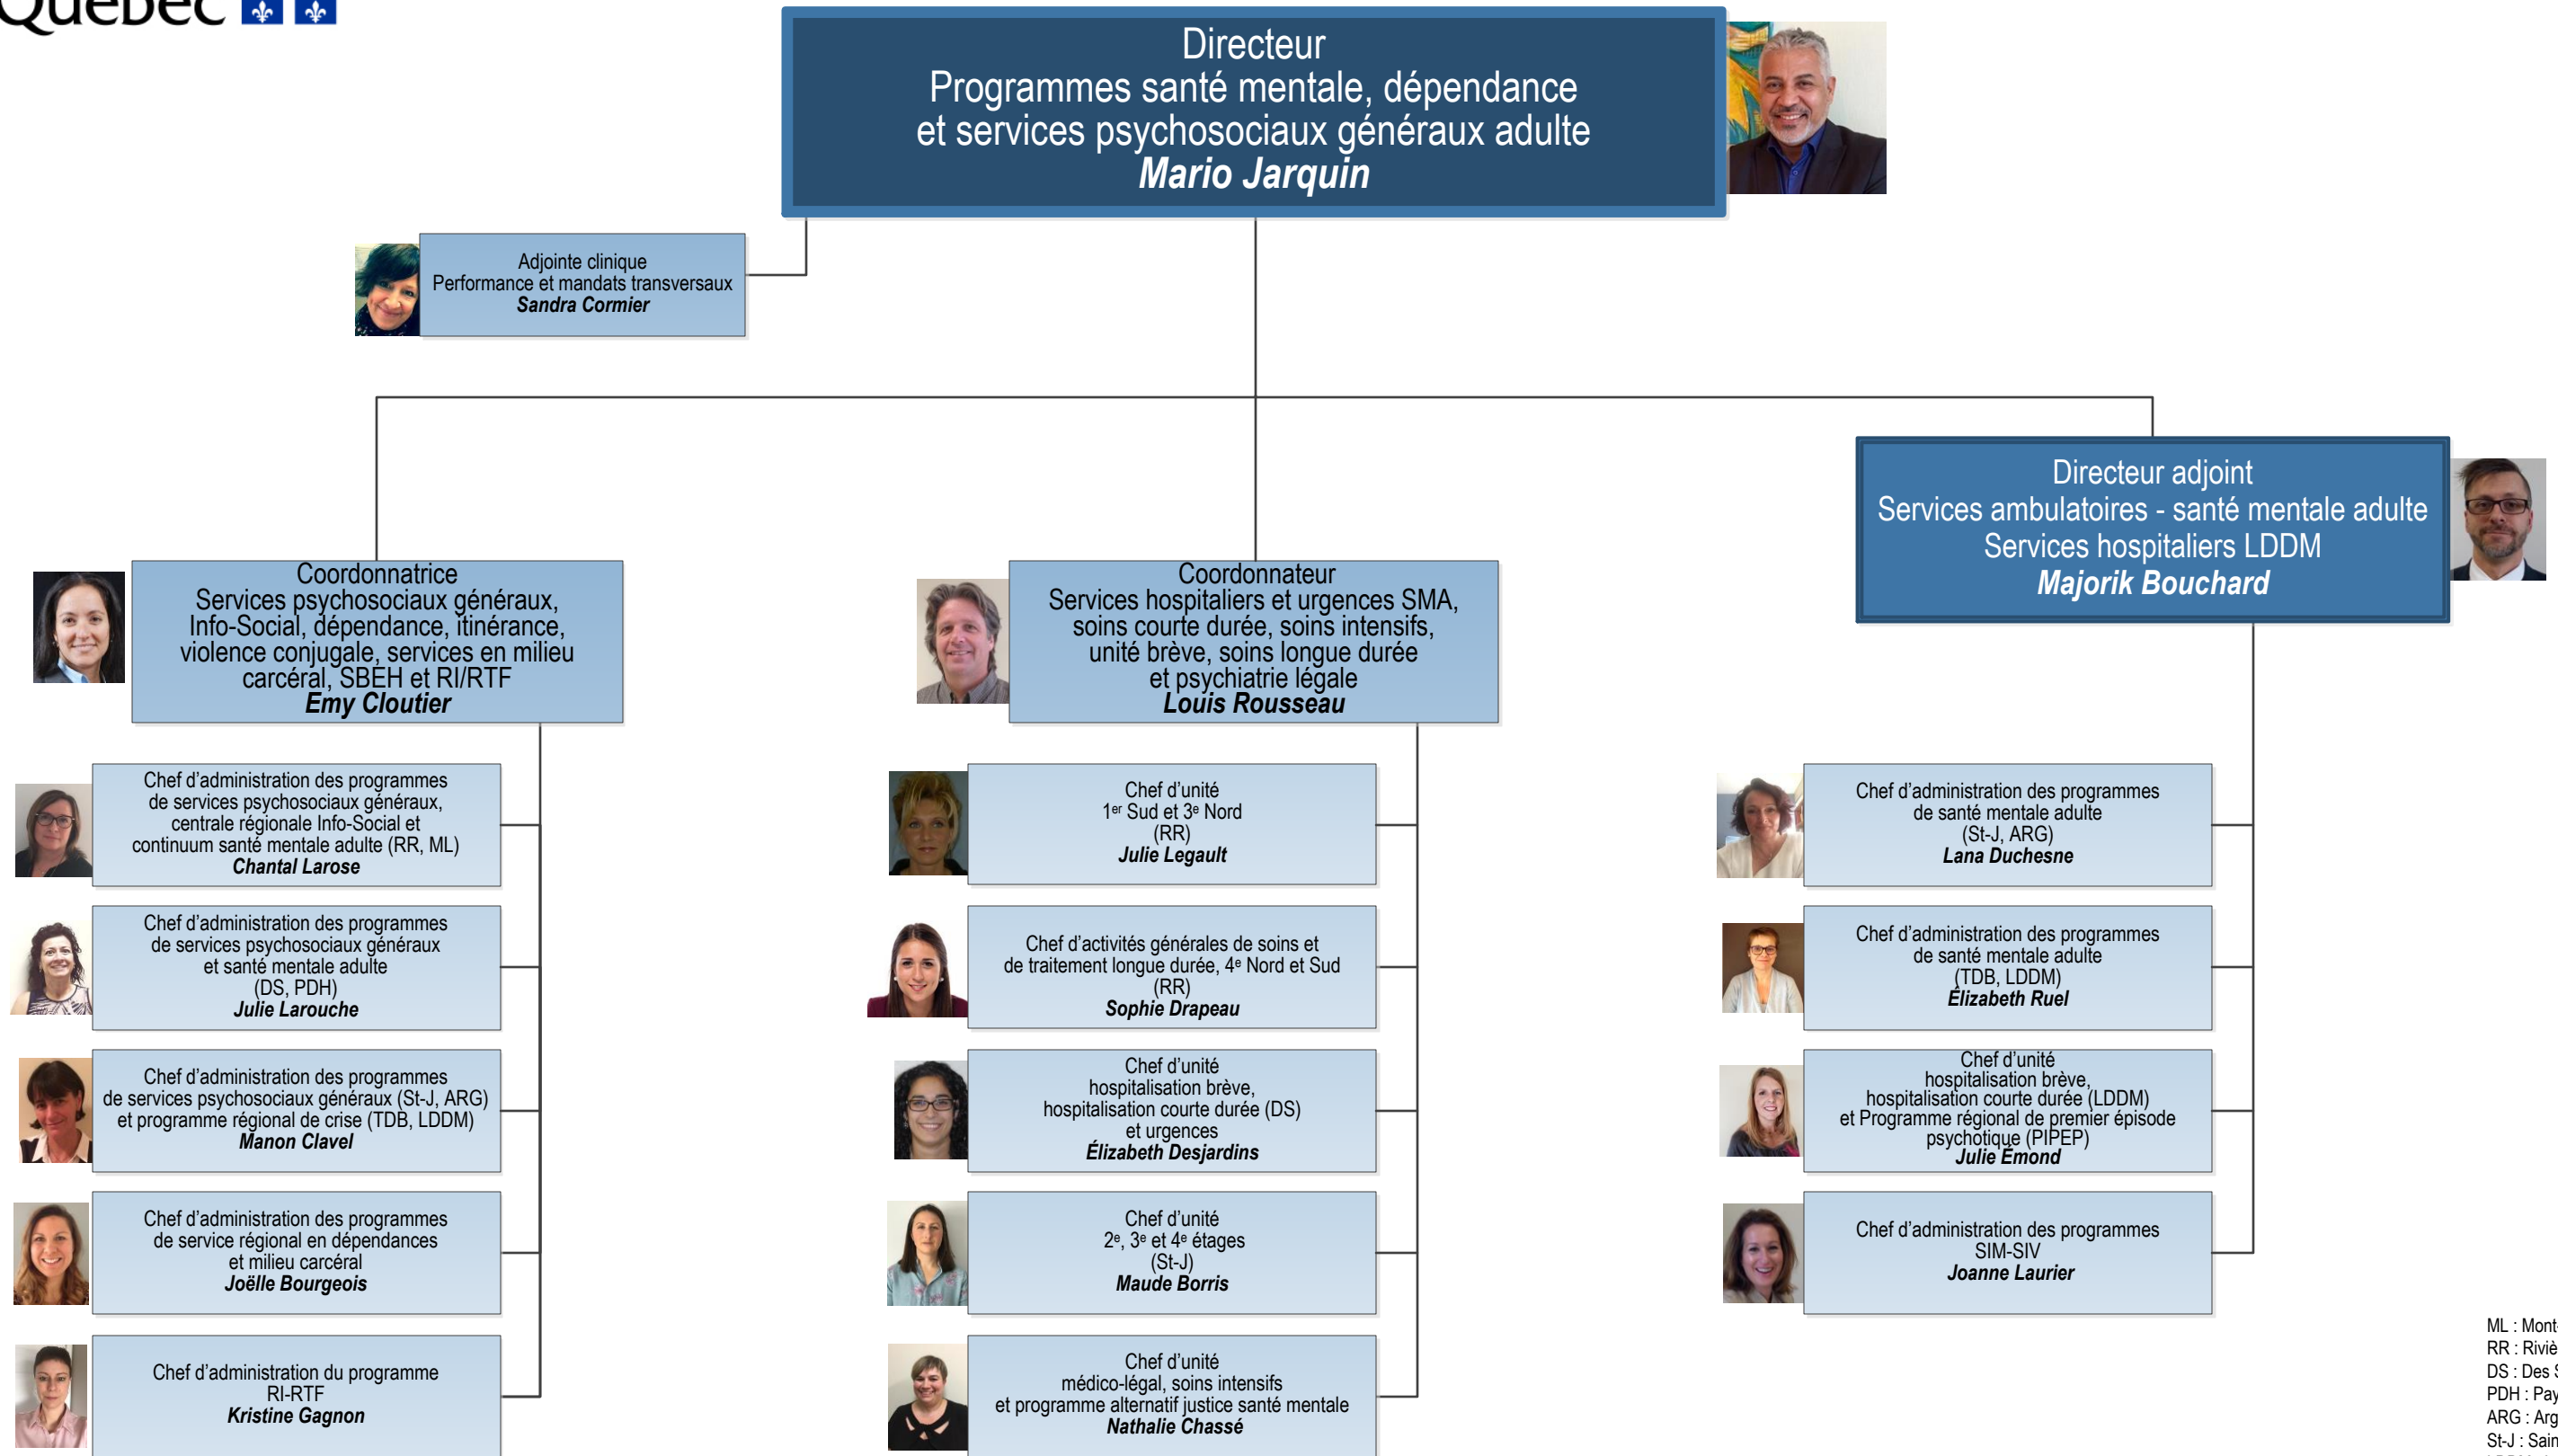 Québec
Directeur
Programmes santé mentale, dépendance
et services psychosociaux généraux adulte
Mario Jarquin
Adjointe clinique
Performance et mandats transversaux
Sandra Cormier
Directeur adjoint
Services ambulatoires - santé mentale adulte
Services hospitaliers LDDM
Majorik Bouchard
Coordonnatrice
Services psychosociaux généraux,
Info-Social, dépendance, itinérance,
violence conjugale, services en milieu
carcéral, SBEH et RI/RTF
Emy Cloutier
Coordonnateur
Services hospitaliers et urgences SMA,
soins courte durée, soins intensifs,
unité brève, soins longue durée
et psychiatrie légale
Louis Rousseau
Chef d'administration des programmes
de services psychosociaux généraux,
centrale régionale Info-Social et
continuum santé mentale adulte (RR, ML)
Chantal Larose
Chef d'administration des programmes
de services psychosociaux généraux
et santé mentale adulte
(DS, PDH)
Julie Larouche
Chef d'administration des programmes
de services psychosociaux généraux (St-J, ARG)
et programme régional de crise (TDB, LDDM)
Manon Clavel
Chef d'administration des programmes
de service régional en dépendances
et milieu carcéral
Joëlle Bourgeois
Chef d'administration du programme
RI-RTF
Kristine Gagnon
Chef d'unité
1er Sud et 3e Nord
(RR)
Julie Legault
Chef d'activités générales de soins et
de traitement longue durée, 4e Nord et Sud
(RR)
Sophie Drapeau
Chef d'unité
hospitalisation brève,
hospitalisation courte durée (DS)
et urgences
Élizabeth Desjardins
Chef d'unité
2e, 3e et 4e étages
(St-J)
Maude Borris
Chef d'unité
médico-légal, soins intensifs
et programme alternatif justice santé mentale
Nathalie Chassé
Chef d'administration des programmes
de santé mentale adulte
(St-J, ARG)
Lana Duchesne
Chef d'administration des programmes
de santé mentale adulte
(TDB, LDDM)
Élizabeth Ruel
Chef d'unité
hospitalisation brève,
hospitalisation courte durée (LDDM)
et Programme régional de premier épisode
psychotique (PIPEP)
Julie Émond
Chef d'administration des programmes
SIM-SIV
Joanne Laurier
ML : Mont
RR : Riviè
DS : Des
PDH : Pay
ARG : Arg
St-J : Sain